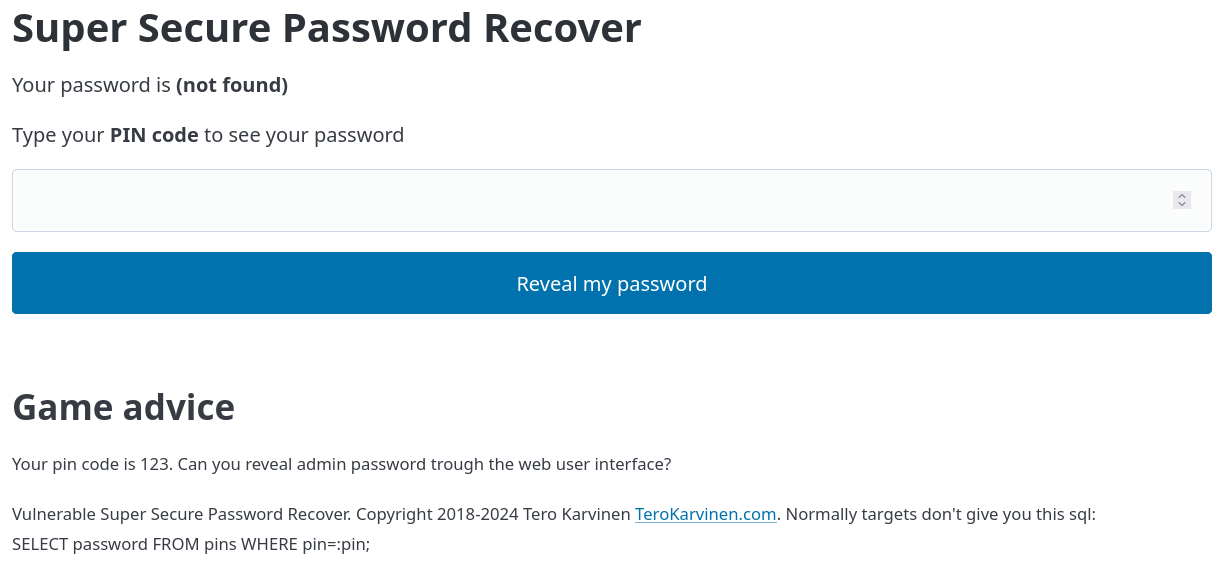 Super Secure Password Recover
Your password is (not found)
Type your PIN code to see your password
Reveal my password
Game advice
Your pin code is 123. Can you reveal admin password trough the web user interface?
Vulnerable Super Secure Password Recover. Copyright 2018-2024 Tero Karvinen TeroKarvinen.com. Normally targets don't give you this sql:
SELECT password FROM pins WHERE pin=:pin;